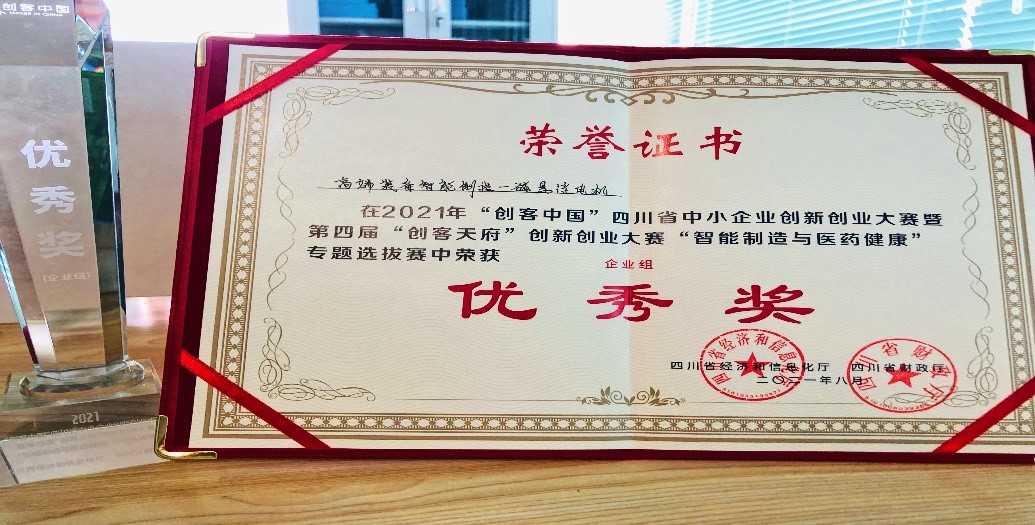 创客中国
优秀奖
(企业组)
2021
荣誉证书
高端装备智能制造—磁悬浮电机
在2021年“创客中国”四川省中小企业创新创业大赛暨
第四届“创客天府”创新创业大赛“智能制造与医药健康”
专题选拔赛中荣获
企业组
优秀奖
四川省经济和信息化厅 四川省财政厅
二〇二一年八月